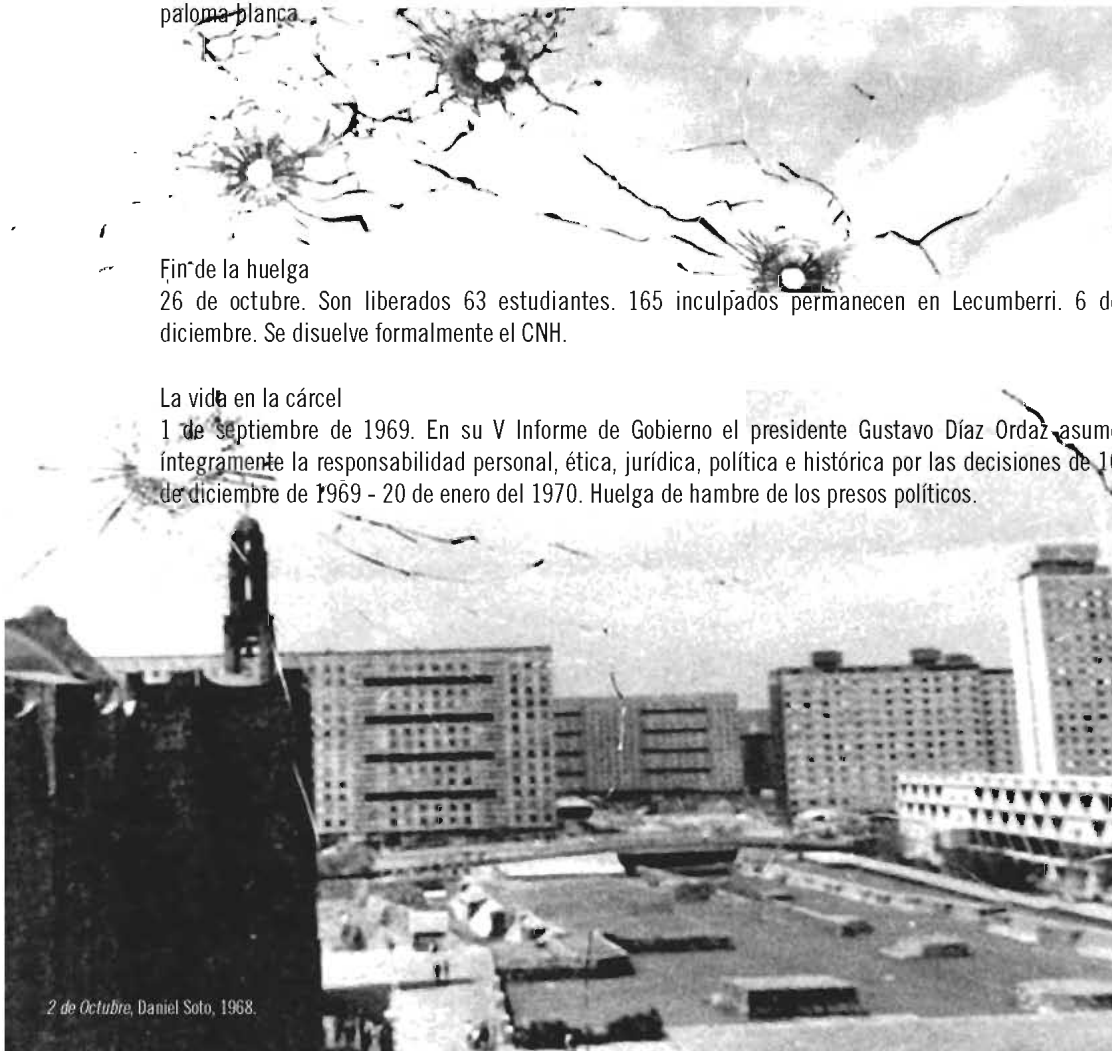 paloma blanca.
Fin de la huelga
26 de octubre. Son liberados 63 estudiantes. 165 inculpados permanecen en Lecumberri. 6 d
diciembre. Se disuelve formalmente el CNH.
La vida en la cárcel
1 de septiembre de 1969. En su V Informe de Gobierno el presidente Gustavo Díaz Ordaz asum
íntegramente la responsabilidad personal, ética, jurídica, política e histórica por las decisiones de 1
de diciembre de 1969 - 20 de enero del 1970. Huelga de hambre de los presos políticos.
2 de Octubre, Daniel Soto, 1968.